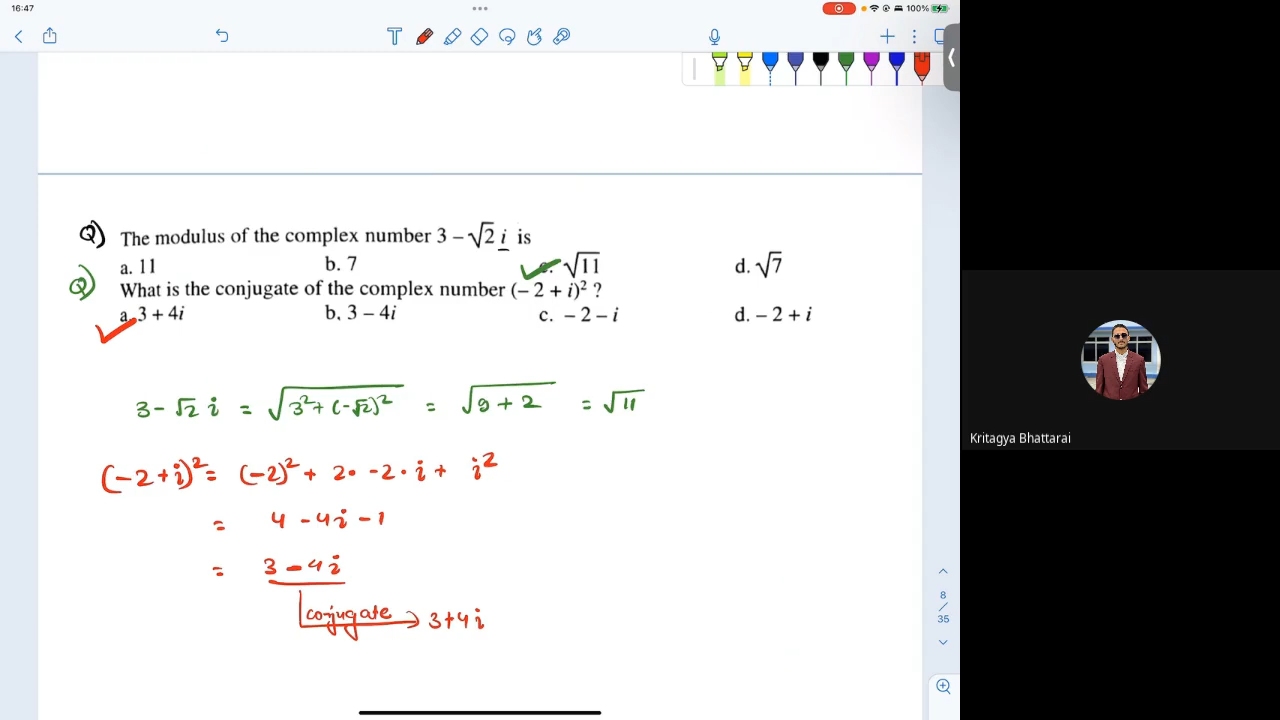 16:47
100%
T
Q) The modulus of the complex number 3 – √2 i is
a. 11 b. 7 c. √11 d. √7
Q) What is the conjugate of the complex number (– 2 + i)² ?
a. 3 + 4i b. 3 – 4i c. – 2 – i d. – 2 + i
3 - √2 i = √(3² + (-√2)²) = √(9 + 2) = √11
(-2+i)² = (-2)² + 2 · -2 · i + i²
= 4 - 4i - 1
= 3 - 4i
conjugate → 3+4i
8
/
35
Kritagya Bhattarai